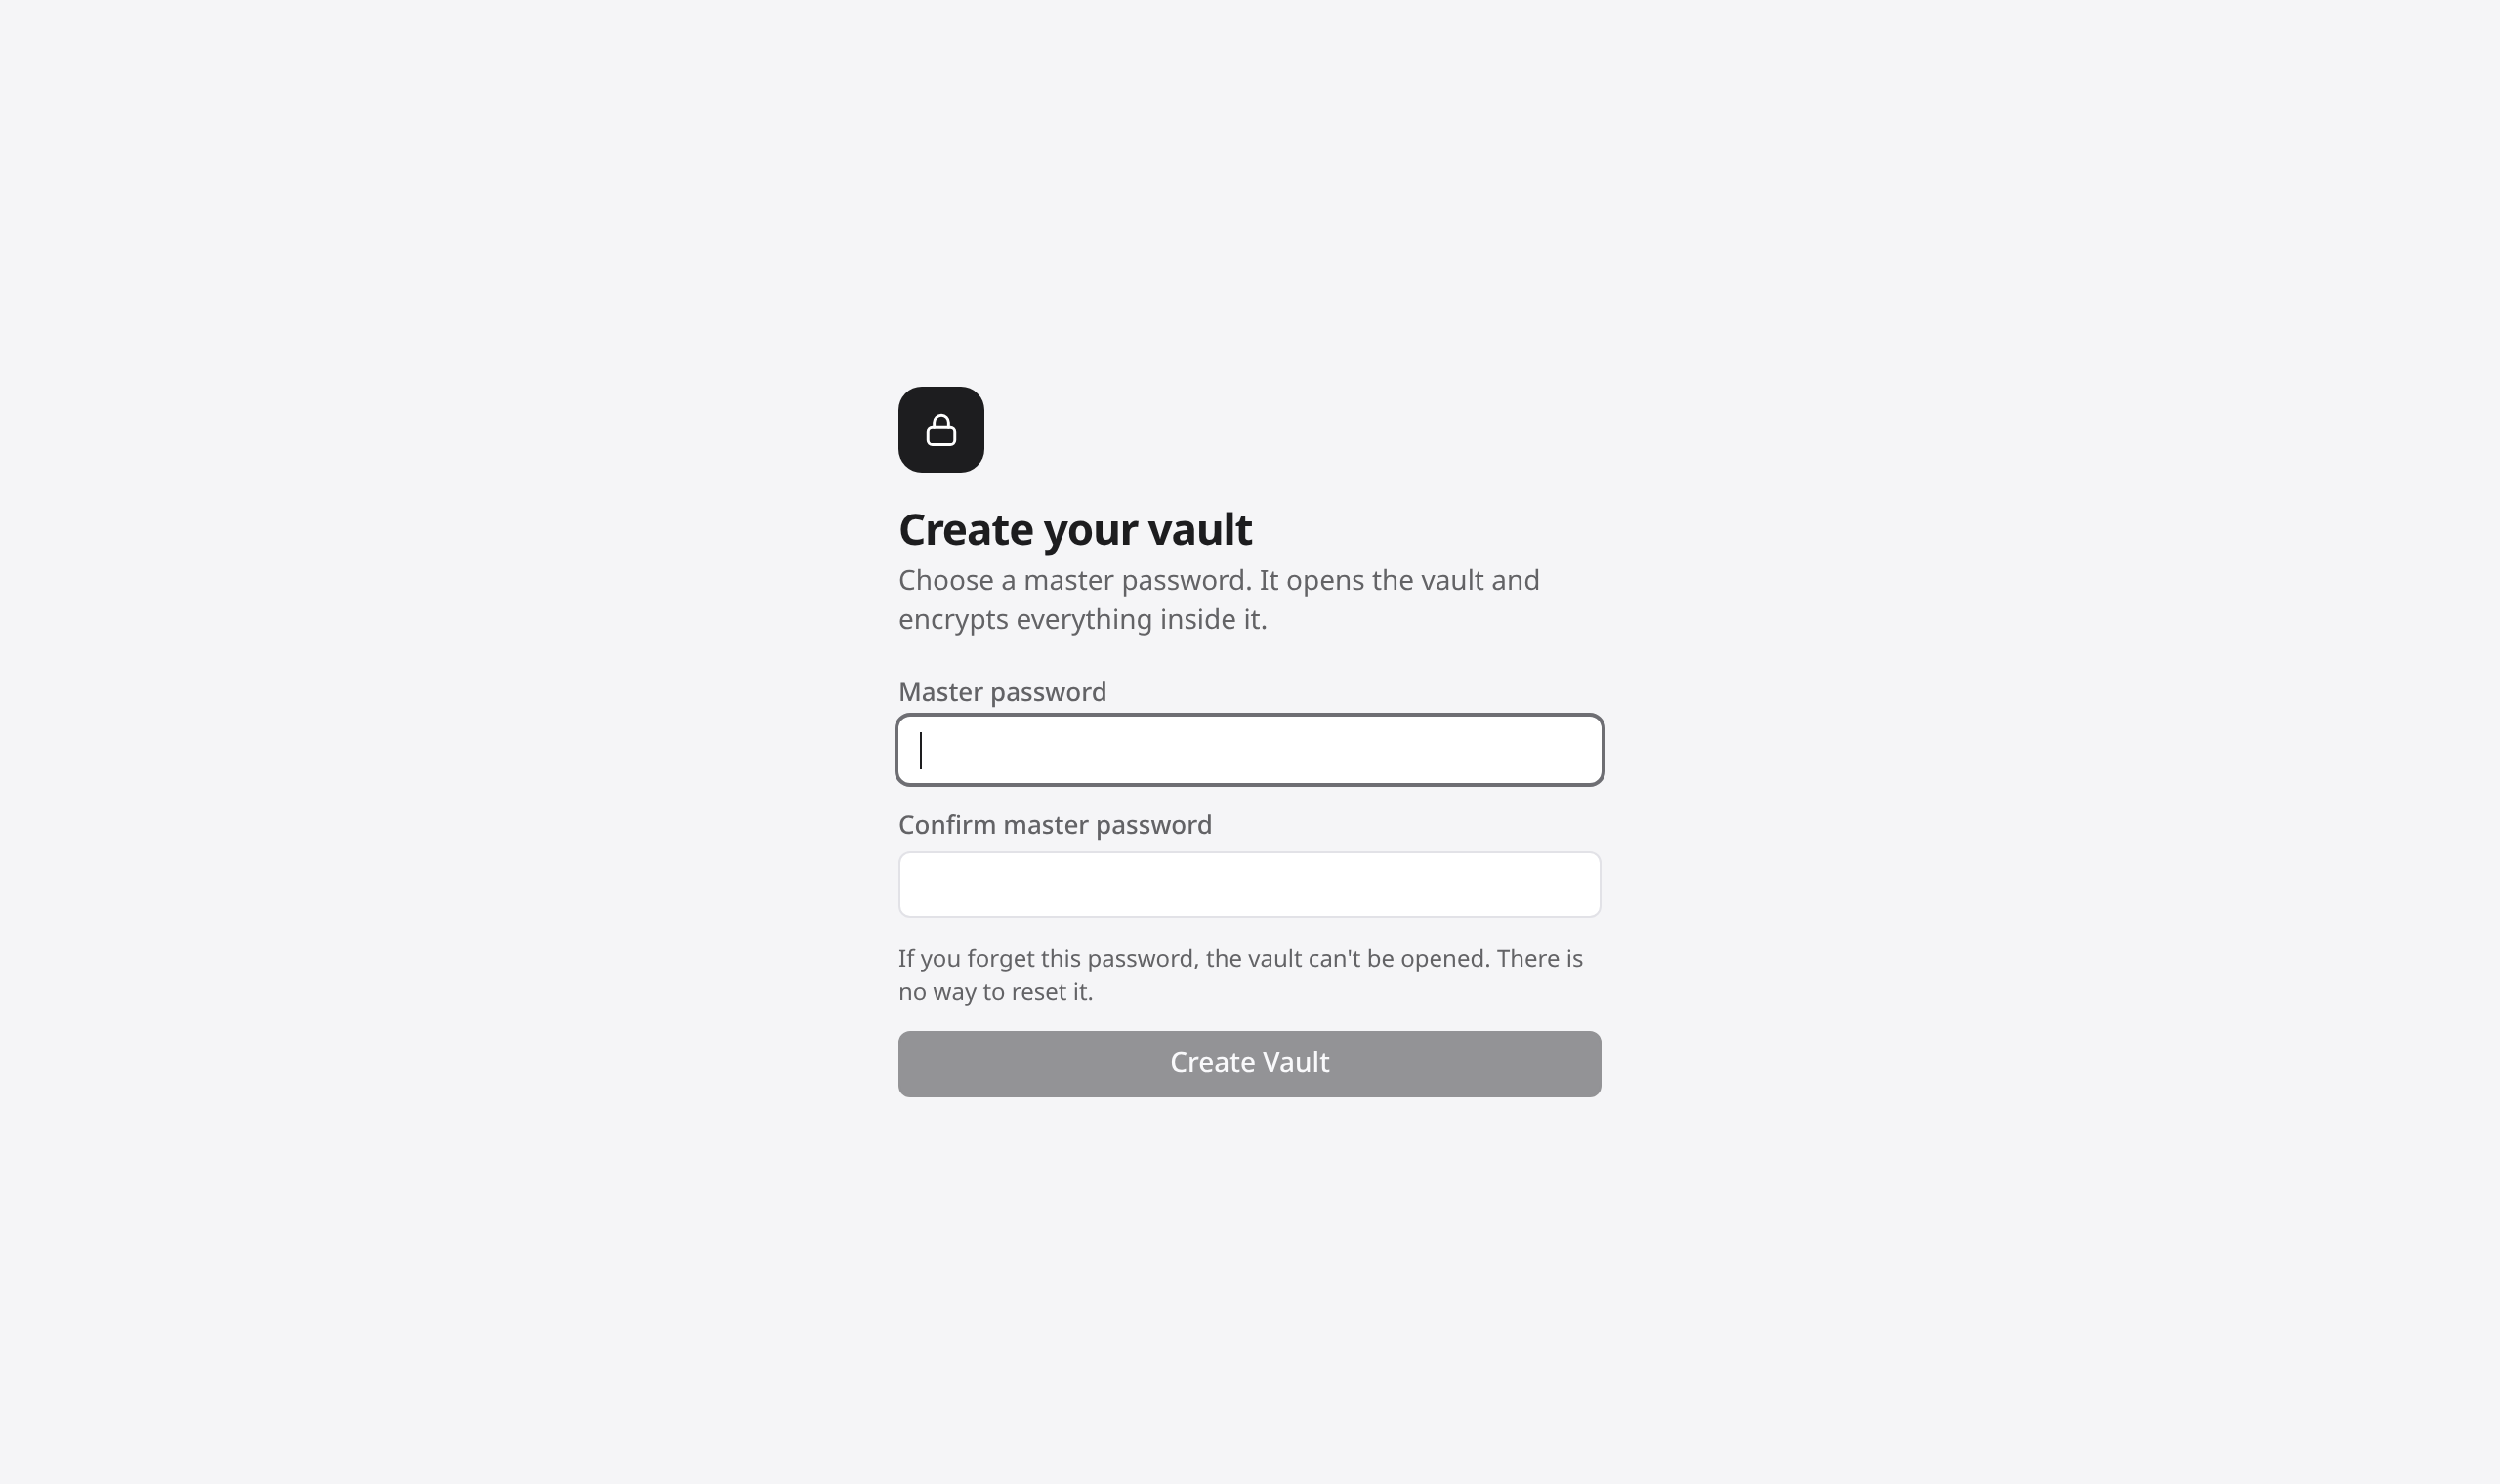 Create your vault
Choose a master password. It opens the vault and
encrypts everything inside it.
Master password
Confirm master password
If you forget this password, the vault can't be opened. There is
no way to reset it.
Create Vault